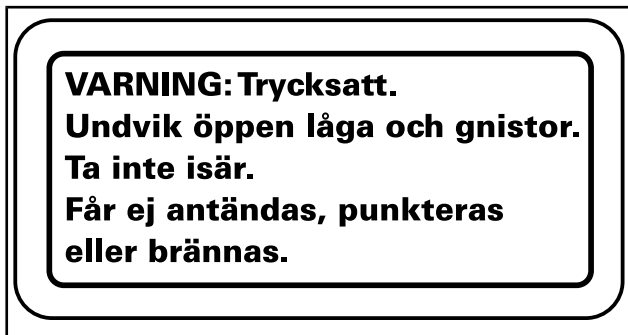 VARNING: Trycksatt.
Undvik öppen låga och gnistor.
Ta inte isär.
Får ej antändas, punkteras
eller brännas.